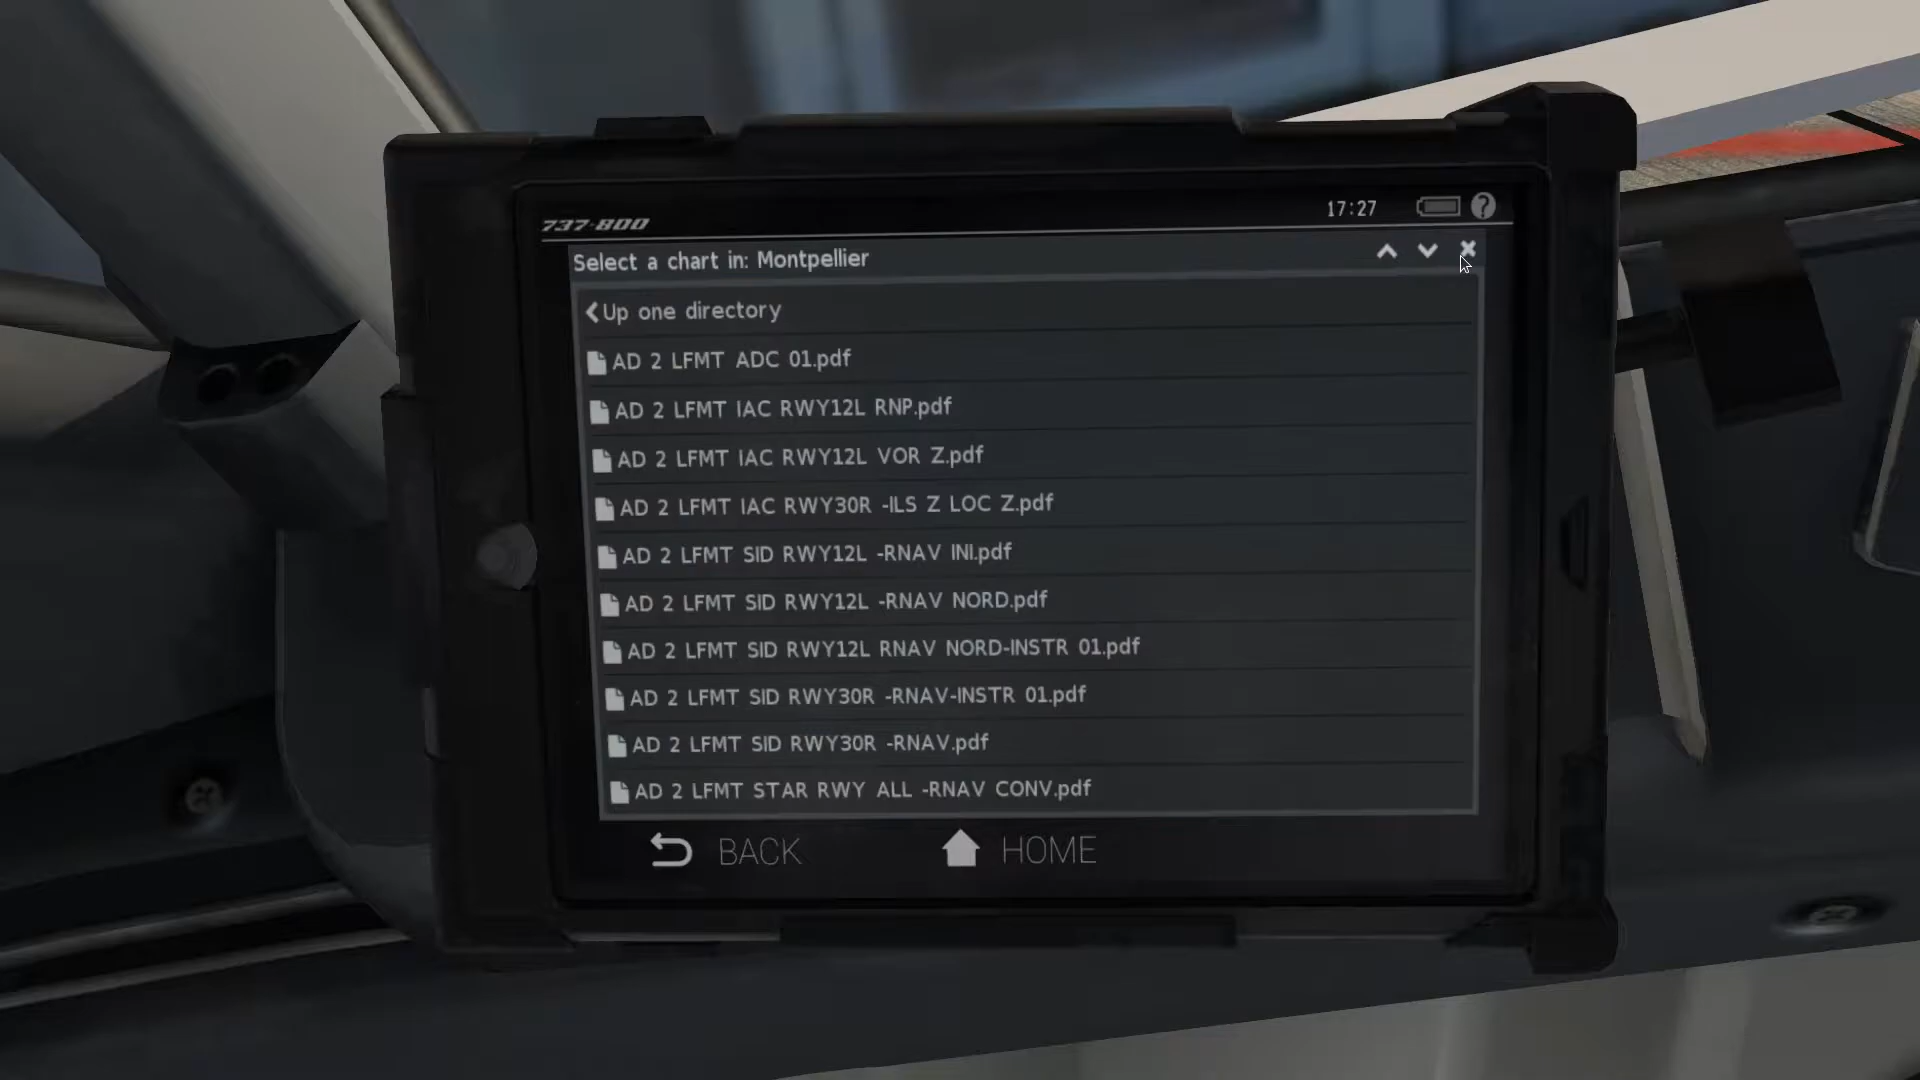 737-800
17:27
Select a chart in: Montpellier
Up one directory
AD 2 LFMT ADC 01.pdf
AD 2 LFMT IAC RWY12L RNP.pdf
AD 2 LFMT IAC RWY12L VOR Z.pdf
AD 2 LFMT IAC RWY30R -ILS Z LOC Z.pdf
AD 2 LFMT SID RWY12L -RNAV INI.pdf
AD 2 LFMT SID RWY12L -RNAV NORD.pdf
AD 2 LFMT SID RWY12L RNAV NORD-INSTR 01.pdf
AD 2 LFMT SID RWY30R -RNAV-INSTR 01.pdf
AD 2 LFMT SID RWY30R -RNAV.pdf
AD 2 LFMT STAR RWY ALL -RNAV CONV.pdf
BACK HOME